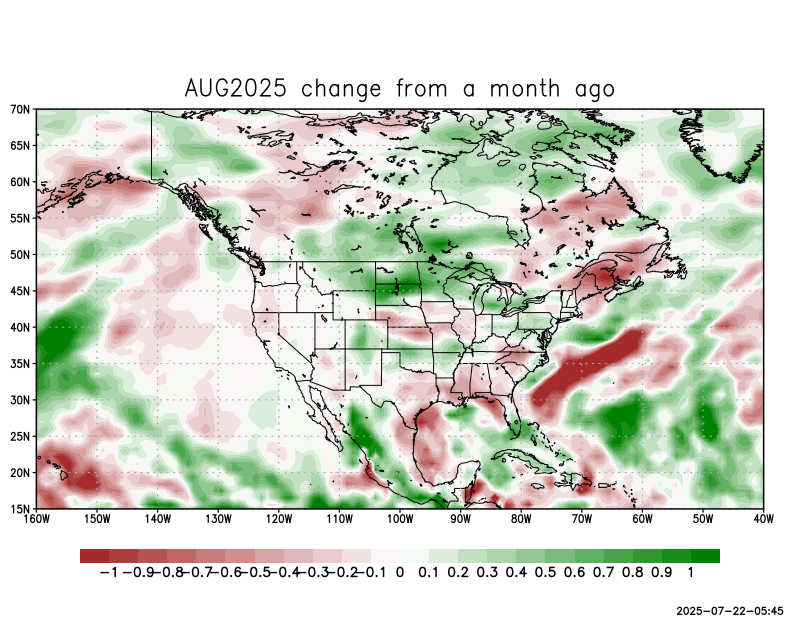 AUG2025 change from a month ago
70N
65N
60N
55N
50N
45N
40N
35N
30N
25N
20N
15N
160W 150W 140W 130W 120W 110W 100W 90W 80W 70W 60W 50W 40W
-1 -0.9 -0.8 -0.7 -0.6 -0.5 -0.4 -0.3 -0.2 -0.1 0 0.1 0.2 0.3 0.4 0.5 0.6 0.7 0.8 0.9 1
2025-07-22-05:45